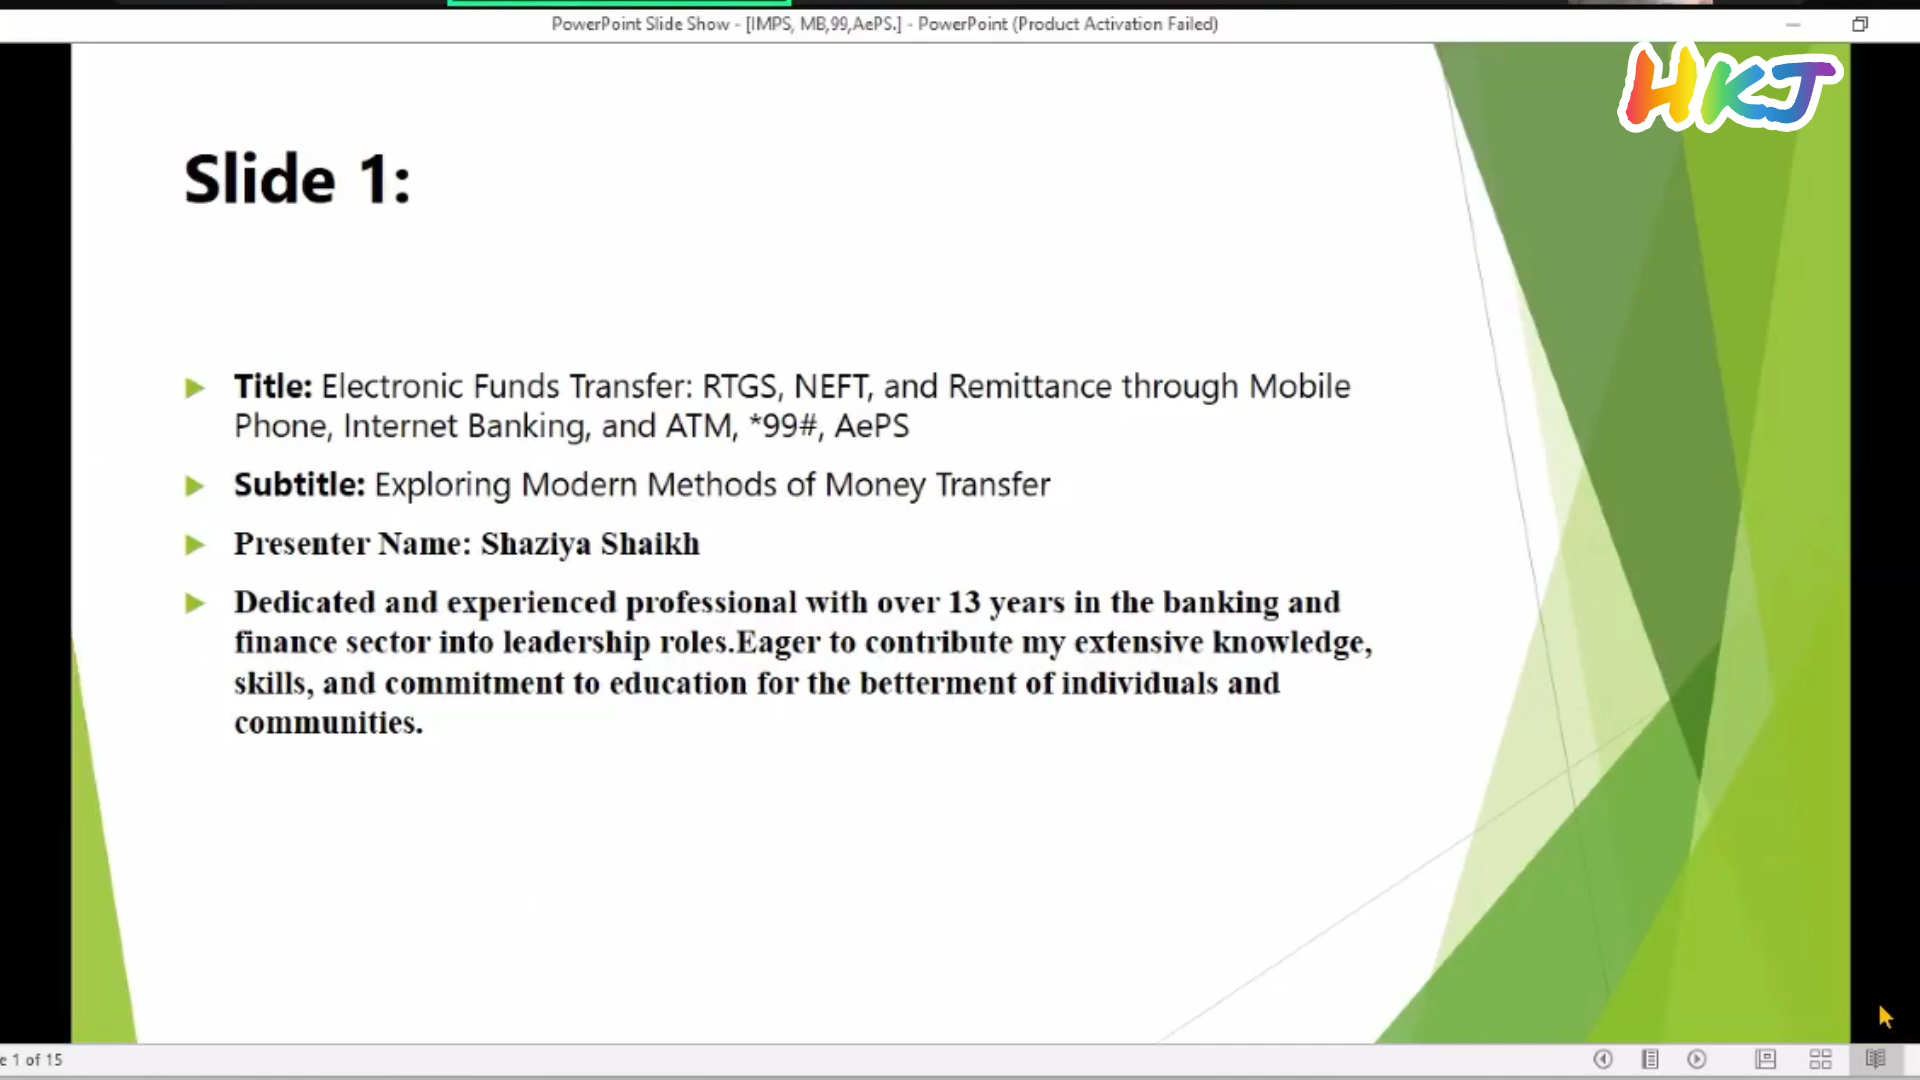 PowerPoint Slide Show - [IMPS, MB,99,AePS.] - PowerPoint (Product Activation Failed)
HKJ
Slide 1:
Title: Electronic Funds Transfer: RTGS, NEFT, and Remittance through Mobile
Phone, Internet Banking, and ATM, *99#, AePS
Subtitle: Exploring Modern Methods of Money Transfer
Presenter Name: Shaziya Shaikh
Dedicated and experienced professional with over 13 years in the banking and
finance sector into leadership roles.Eager to contribute my extensive knowledge,
skills, and commitment to education for the betterment of individuals and
communities.
e 1 of 15